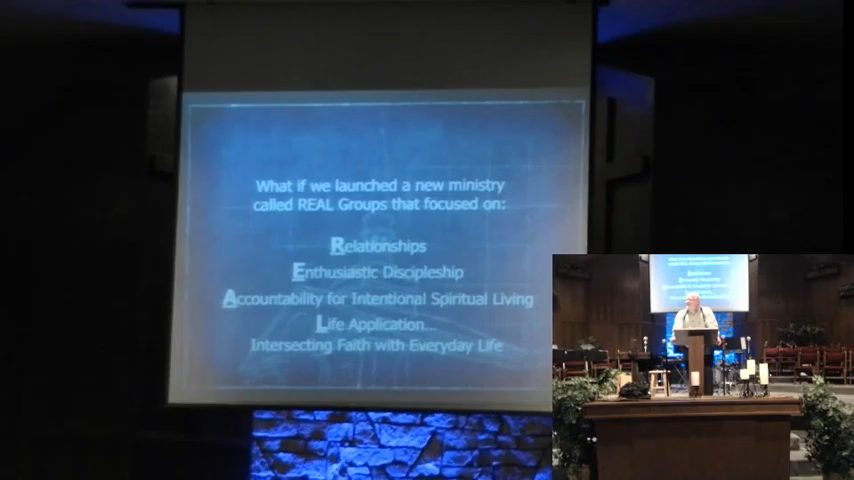 What if we launched a new ministry
called REAL Groups that focused on:
Relationships
Enthusiastic Discipleship
Accountability for Intentional Spiritual Living
Life Application...
Intersecting Faith with Everyday Life